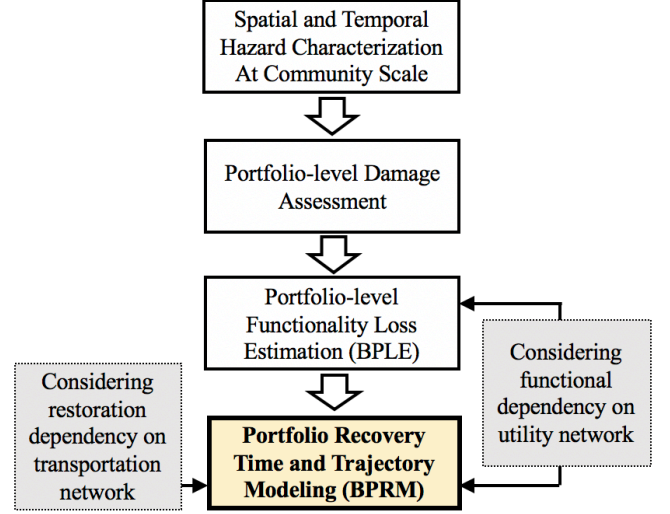 Spatial and Temporal
Hazard Characterization
At Community Scale
Portfolio-level Damage
Assessment
Portfolio-level
Functionality Loss
Estimation (BPLE)
Considering
functional
dependency on
utility network
Considering
restoration
dependency on
transportation
network
Portfolio Recovery
Time and Trajectory
Modeling (BPRM)